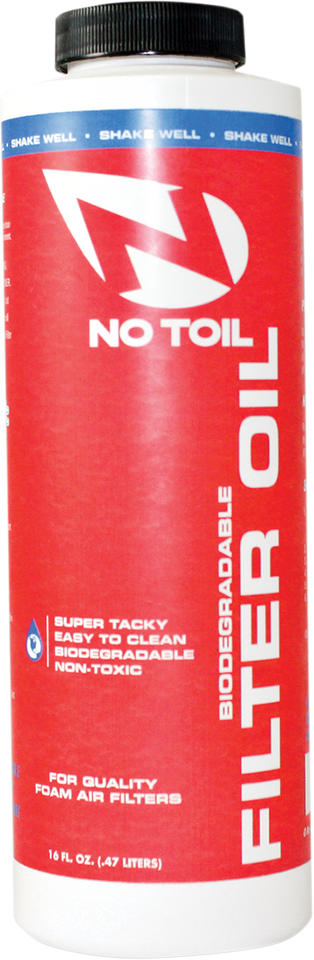 SHAKE WELL • SHAKE WELL • SHAKE WELL •
NO TOIL
BIODEGRADABLE
FILTER OIL
SUPER TACKY
EASY TO CLEAN
BIODEGRADABLE
NON-TOXIC
FOR QUALITY
FOAM AIR FILTERS
16 FL. OZ. (.47 LITERS)